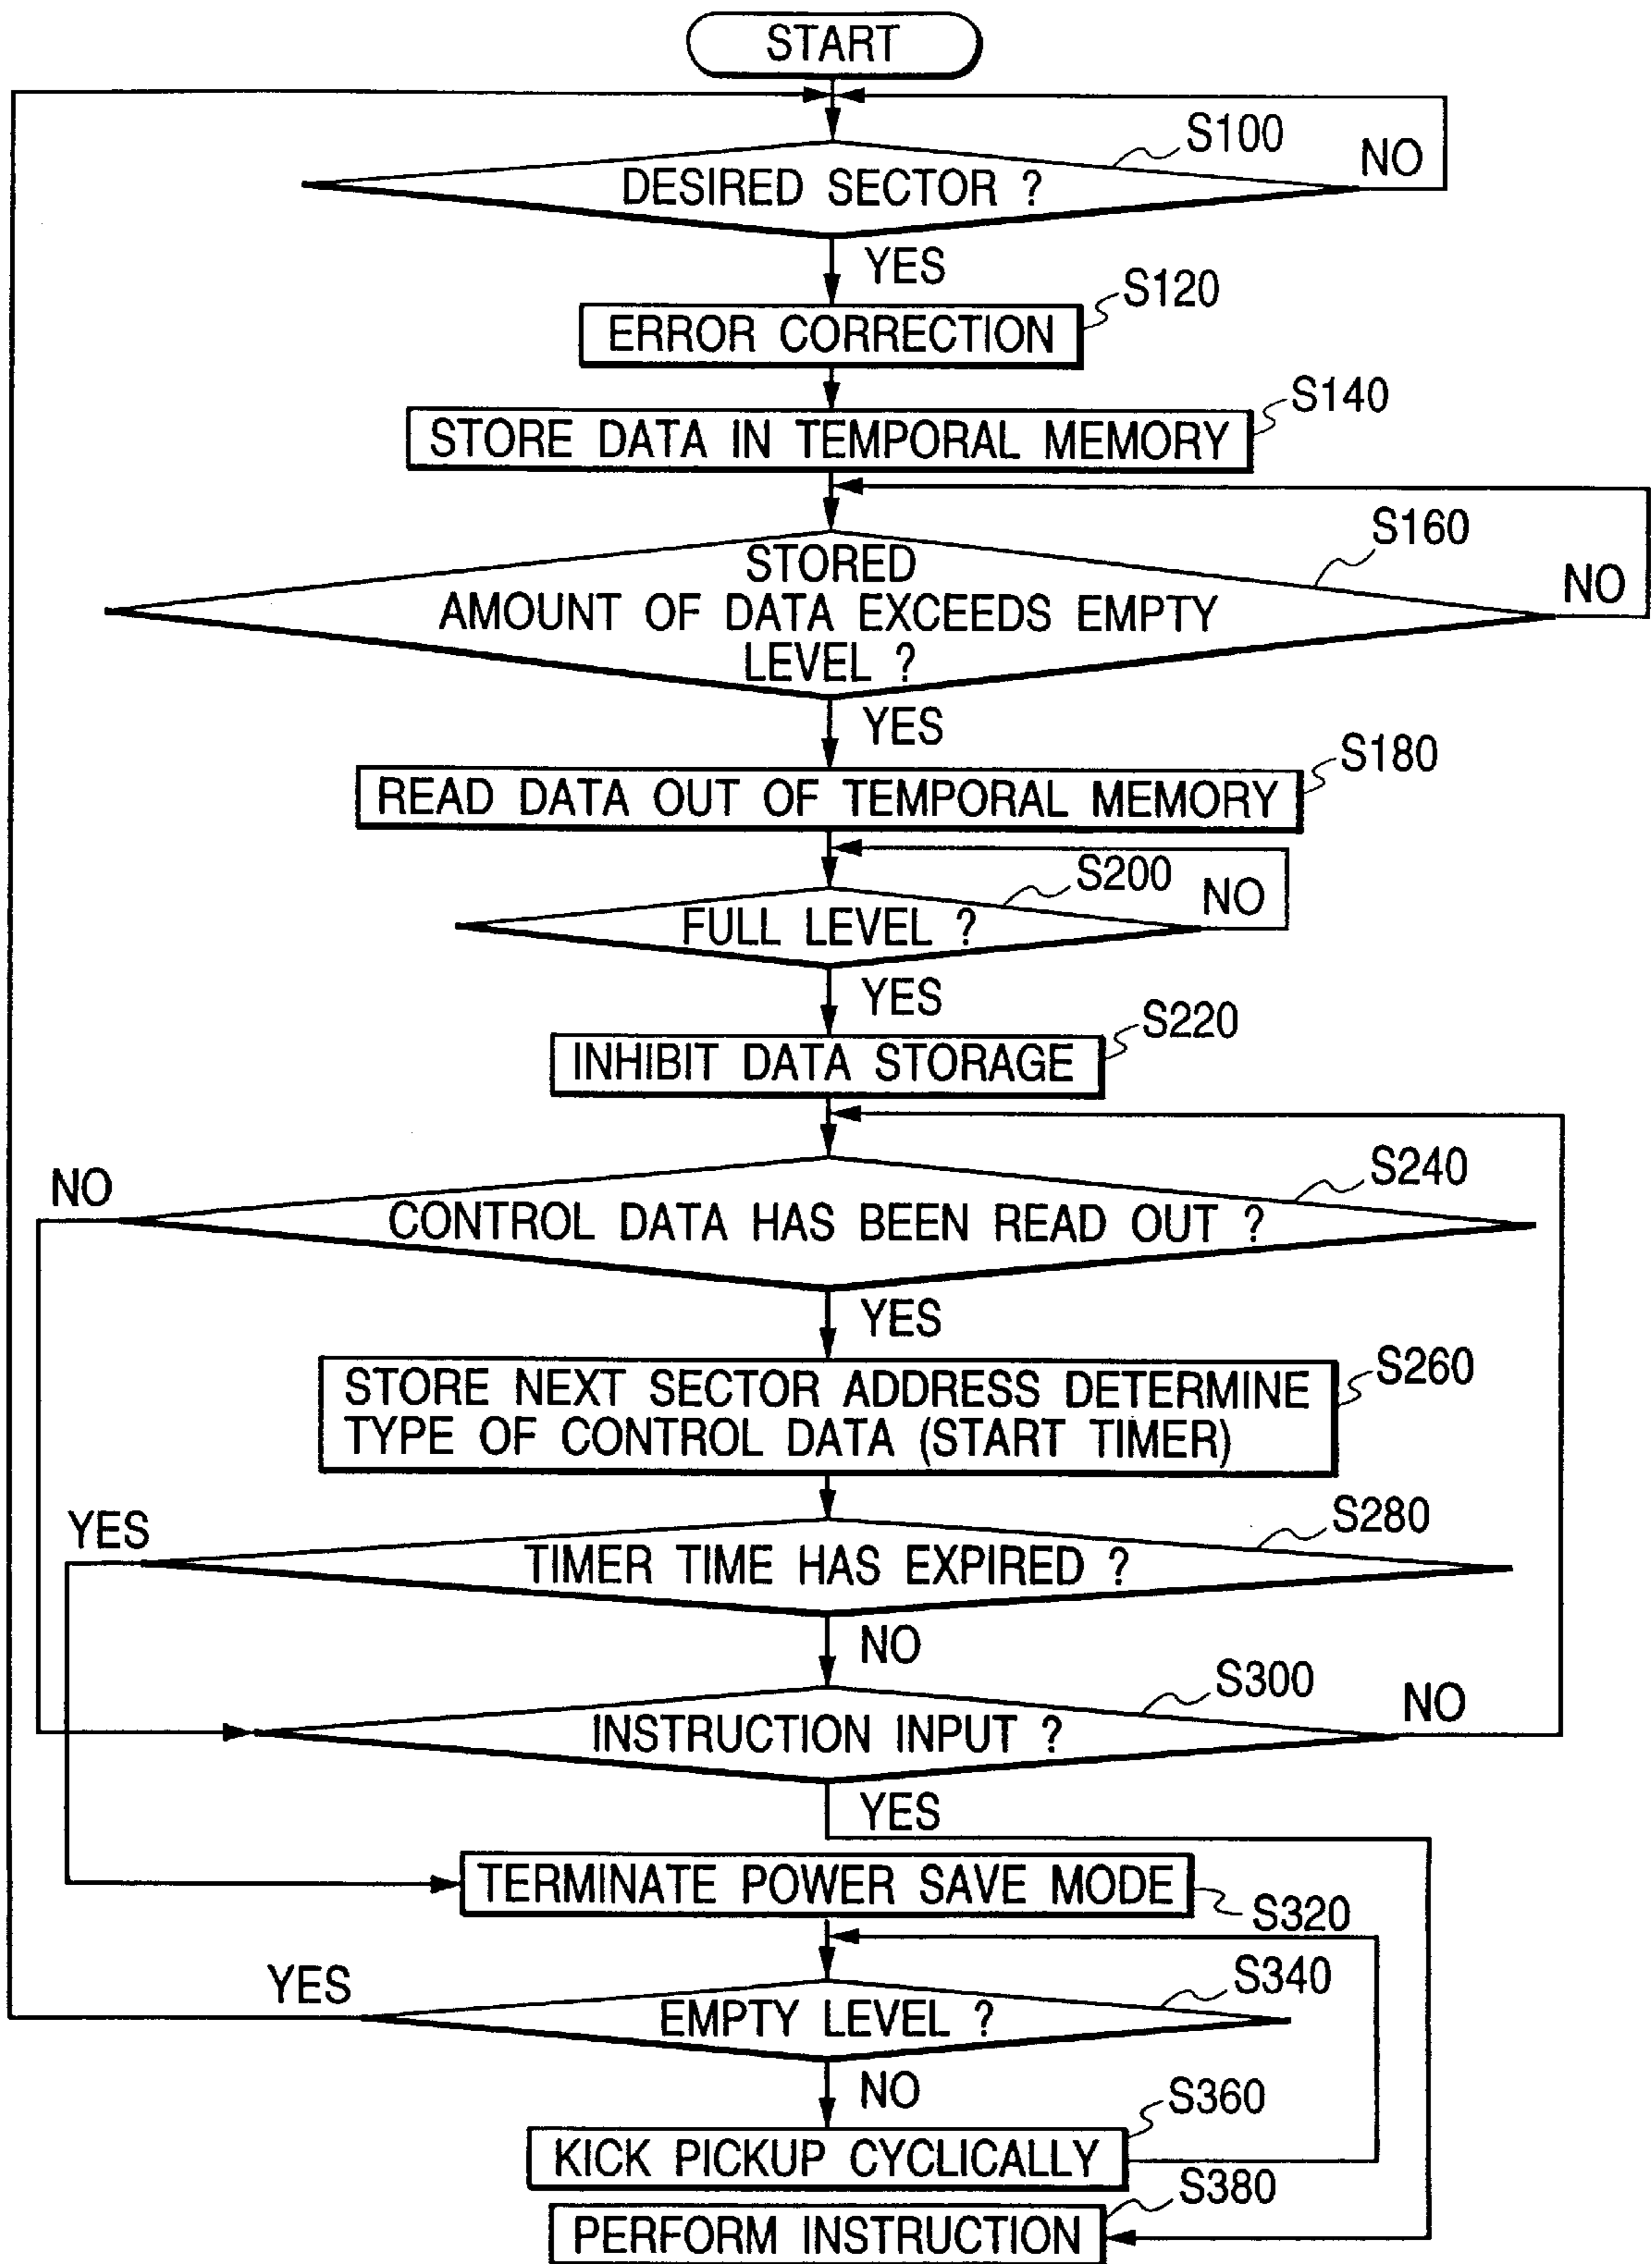 START
S100
NO
DESIRED SECTOR ?
YES
S120
ERROR CORRECTION
S140
STORE DATA IN TEMPORAL MEMORY
S160
NO
STORED
AMOUNT OF DATA EXCEEDS EMPTY
LEVEL ?
YES
S180
READ DATA OUT OF TEMPORAL MEMORY
S200
NO
FULL LEVEL ?
YES
S220
INHIBIT DATA STORAGE
S240
NO
CONTROL DATA HAS BEEN READ OUT ?
YES
S260
STORE NEXT SECTOR ADDRESS DETERMINE
TYPE OF CONTROL DATA (START TIMER)
S280
YES
TIMER TIME HAS EXPIRED ?
NO
S300
NO
INSTRUCTION INPUT ?
YES
TERMINATE POWER SAVE MODE
S320
S340
YES
EMPTY LEVEL ?
NO
S360
KICK PICKUP CYCLICALLY
S380
PERFORM INSTRUCTION